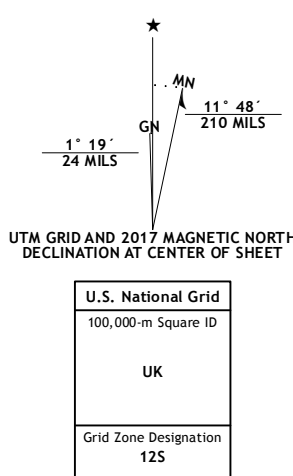 ★
MN
GN
11° 48´
210 MILS
1° 19´
24 MILS
UTM GRID AND 2017 MAGNETIC NORTH
DECLINATION AT CENTER OF SHEET
U.S. National Grid
100,000-m Square ID
UK
Grid Zone Designation
12S